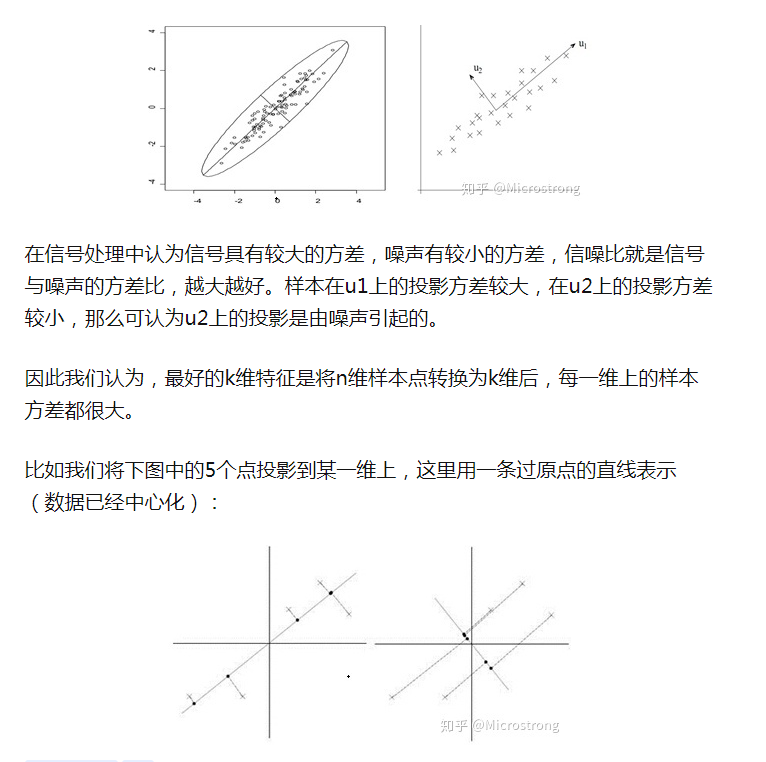 4
2
0
-2
-4
-4 -2 0 2 4
u1
u2
知乎 @Microstrong
在信号处理中认为信号具有较大的方差，噪声有较小的方差，信噪比就是信号
与噪声的方差比，越大越好。样本在u1上的投影方差较大，在u2上的投影方差
较小，那么可认为u2上的投影是由噪声引起的。
因此我们认为，最好的k维特征是将n维样本点转换为k维后，每一维上的样本
方差都很大。
比如我们将下图中的5个点投影到某一维上，这里用一条过原点的直线表示
（数据已经中心化）：
知乎 @Microstrong